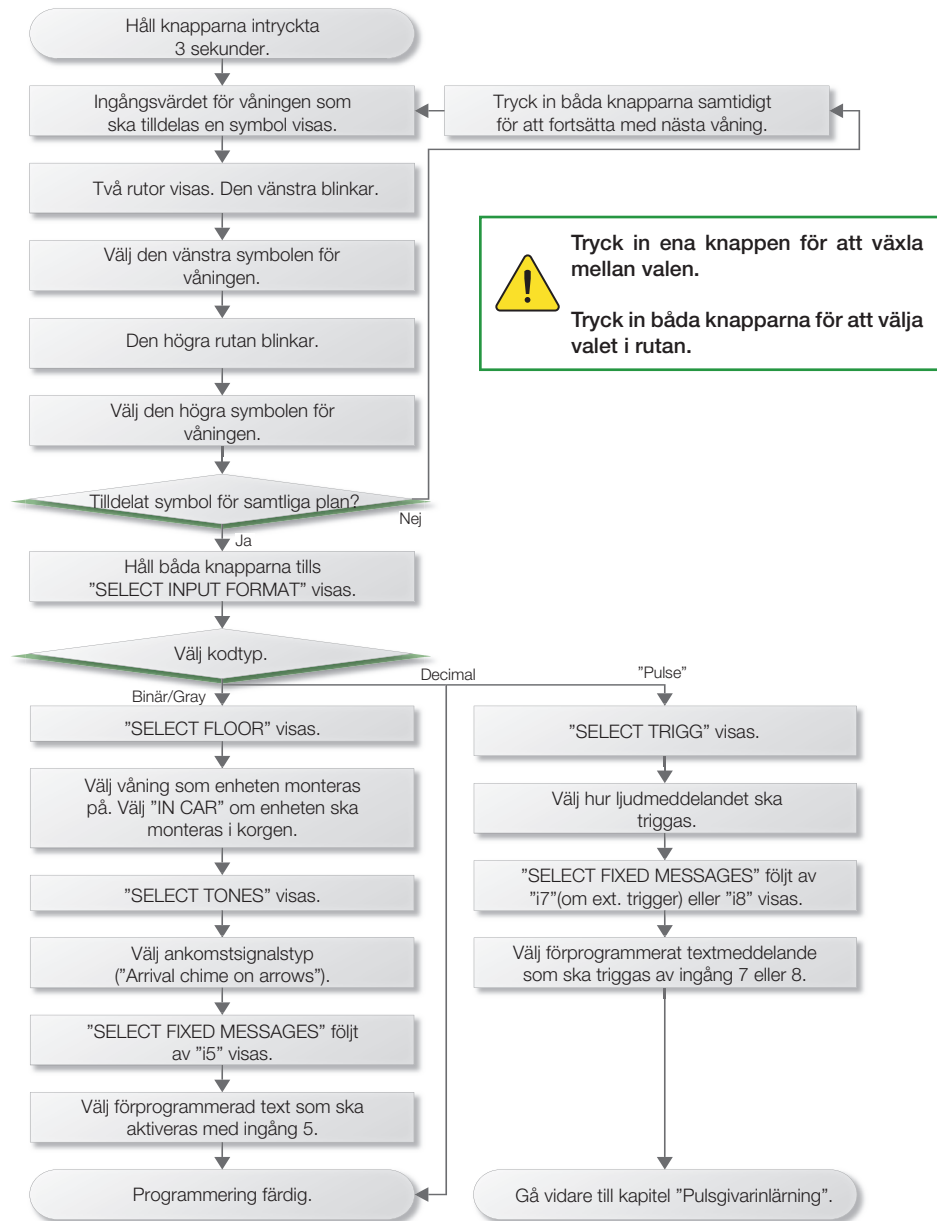 Håll knapparna intryckta
3 sekunder.
Ingångsvärdet för våningen som
ska tilldelas en symbol visas.
Tryck in båda knapparna samtidigt
för att fortsätta med nästa våning.
Två rutor visas. Den vänstra blinkar.
Tryck in ena knappen för att växla
mellan valen.
Tryck in båda knapparna för att välja
valet i rutan.
Välj den vänstra symbolen för
våningen.
Den högra rutan blinkar.
Välj den högra symbolen för
våningen.
Tilldelat symbol för samtliga plan?
Nej
Ja
Håll båda knapparna tills
”SELECT INPUT FORMAT” visas.
Välj kodtyp.
Binär/Gray
Decimal
”Pulse”
”SELECT FLOOR” visas.
Välj våning som enheten monteras
på. Välj ”IN CAR” om enheten ska
monteras i korgen.
”SELECT TONES” visas.
Välj ankomstsignalstyp
(”Arrival chime on arrows”).
”SELECT FIXED MESSAGES” följt
av ”i5” visas.
Välj förprogrammerad text som ska
aktiveras med ingång 5.
Programmering färdig.
”SELECT TRIGG” visas.
Välj hur ljudmeddelandet ska
triggas.
”SELECT FIXED MESSAGES” följt av
”i7”(om ext. trigger) eller ”i8” visas.
Välj förprogrammerat textmeddelande
som ska triggas av ingång 7 eller 8.
Gå vidare till kapitel ”Pulsgivarinlärning”.